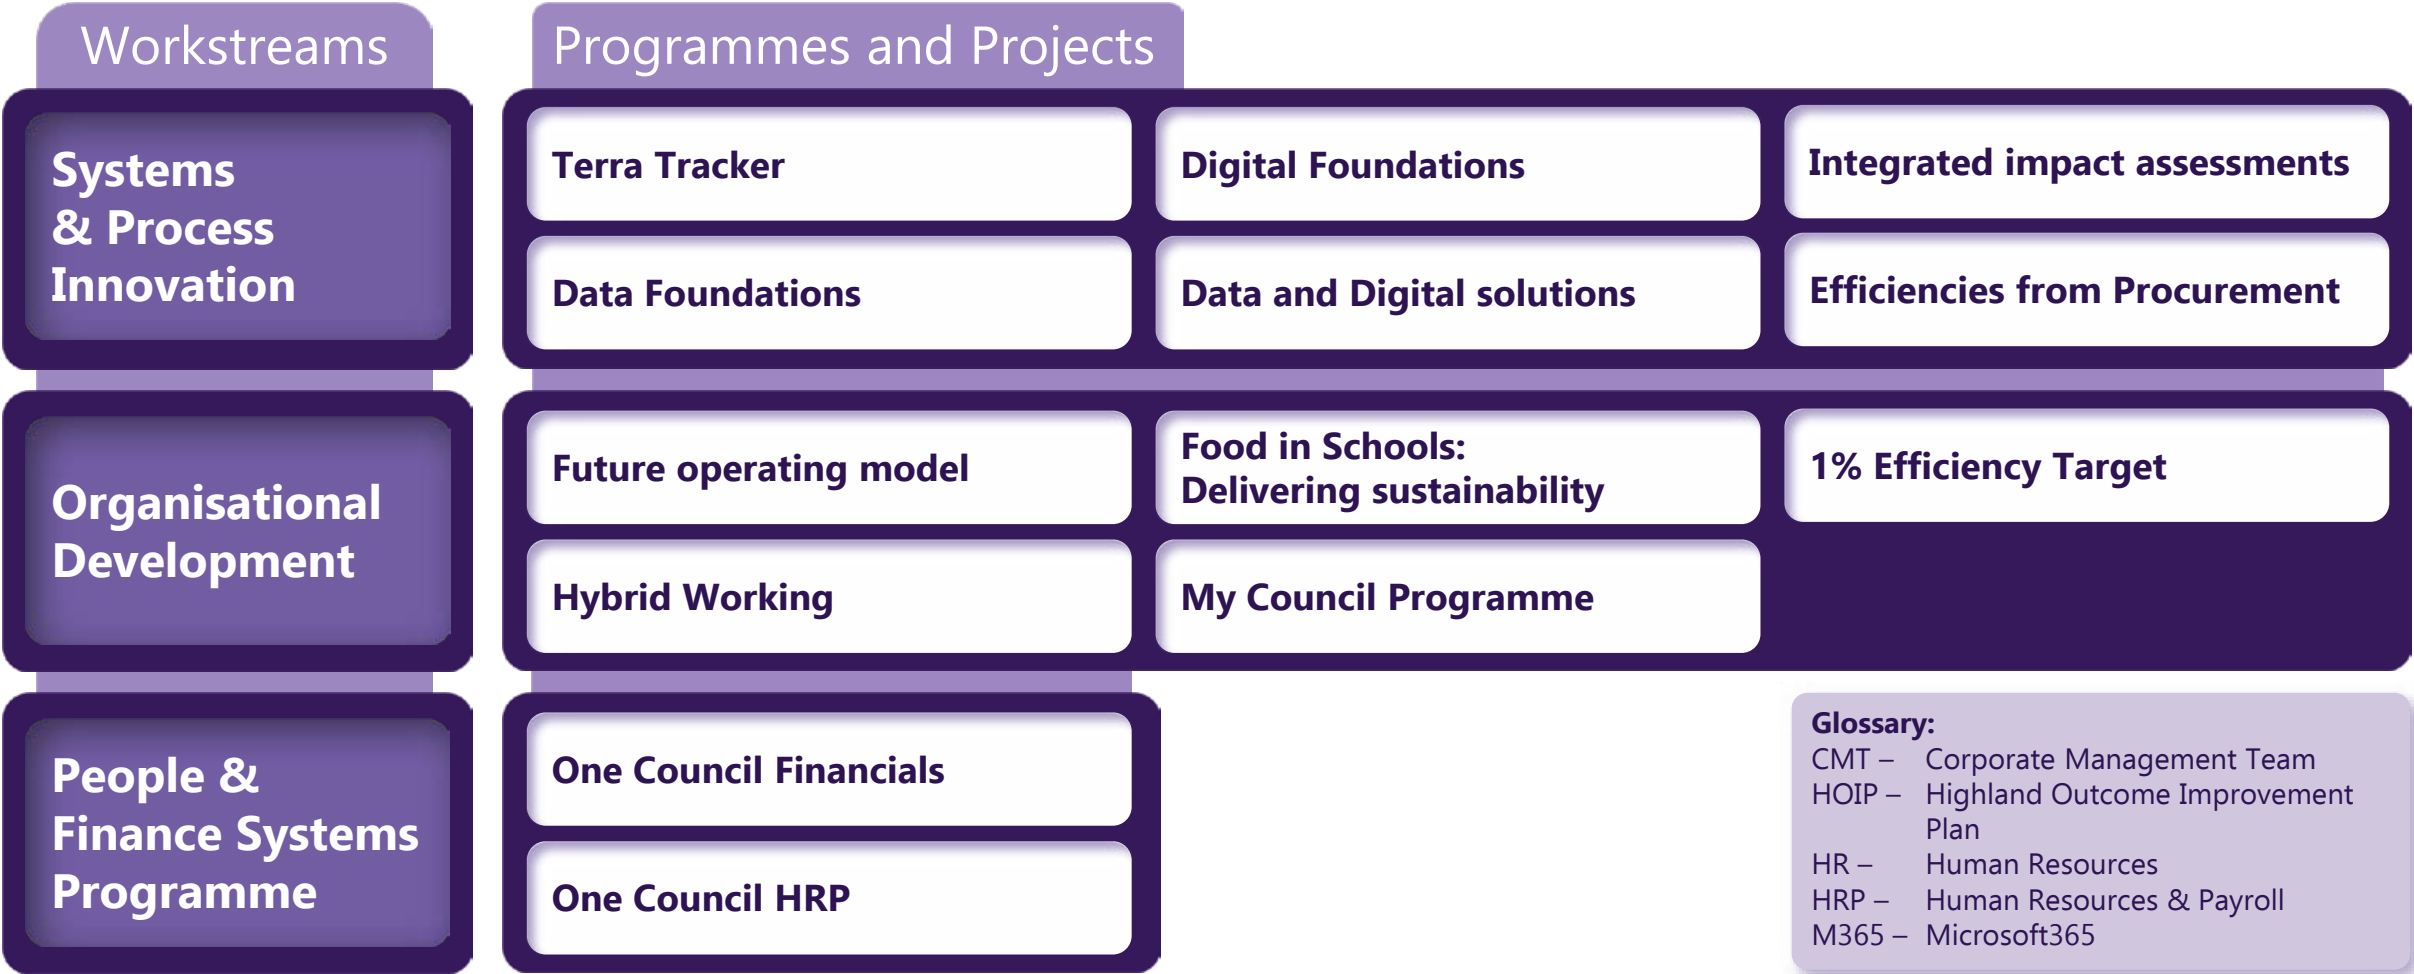 Workstreams
Programmes and Projects
Systems
& Process
Innovation
Terra Tracker
Digital Foundations
Integrated impact assessments
Data Foundations
Data and Digital solutions
Efficiencies from Procurement
Organisational
Development
Future operating model
Food in Schools:
Delivering sustainability
1% Efficiency Target
Hybrid Working
My Council Programme
People &
Finance Systems
Programme
One Council Financials
One Council HRP
Glossary:
CMT – Corporate Management Team
HOIP – Highland Outcome Improvement
Plan
HR – Human Resources
HRP – Human Resources & Payroll
M365 – Microsoft365